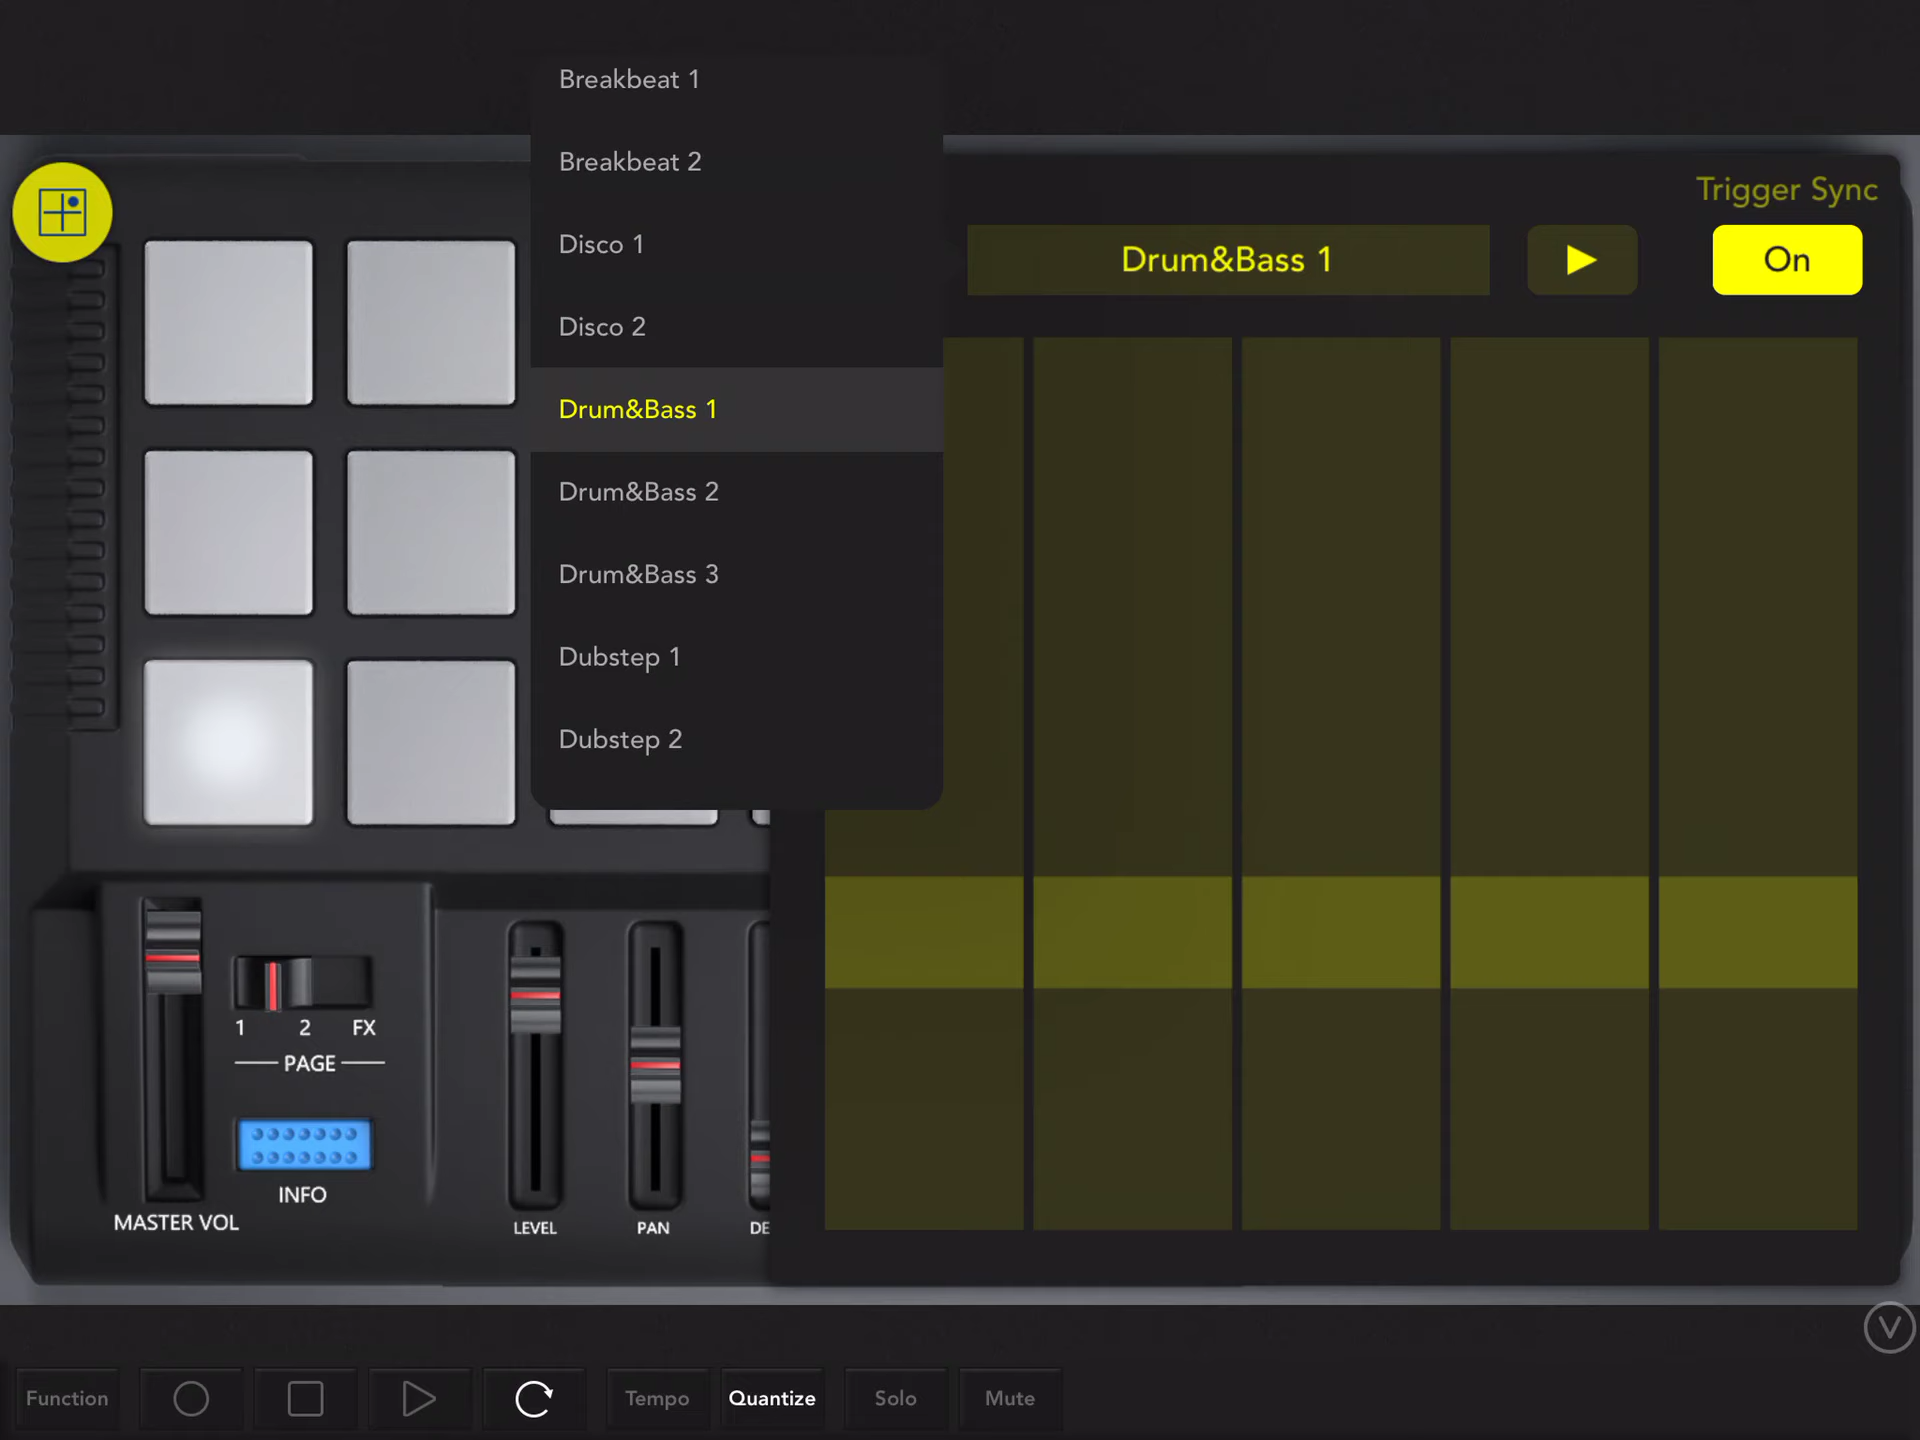 Breakbeat 1
Breakbeat 2
Disco 1
Disco 2
Drum&Bass 1
Drum&Bass 2
Drum&Bass 3
Dubstep 1
Dubstep 2
Trigger Sync
Drum&Bass 1
On
1 2 FX
PAGE
INFO
MASTER VOL
LEVEL
PAN
DE
V
Function
Tempo
Quantize
Solo
Mute